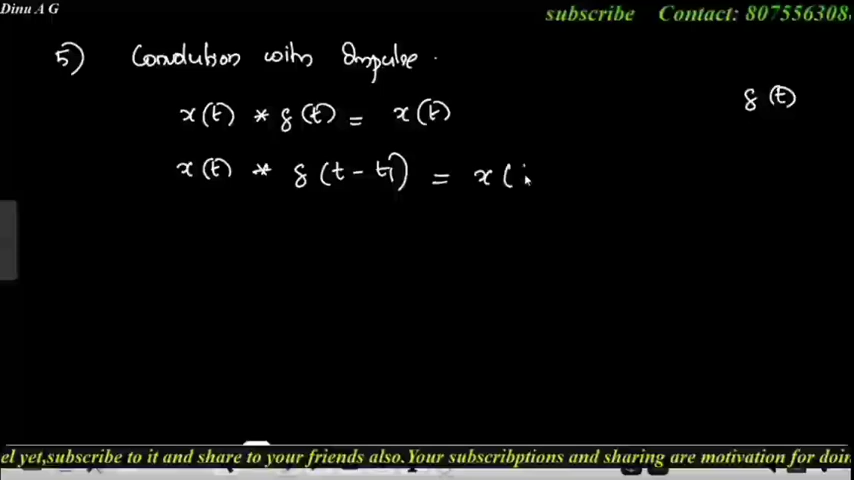 Dinu A G
subscribe Contact: 807556308
5) Convolution with Impulse.
δ(t)
x(t) * δ(t) = x(t)
x(t) * δ(t - t1) = x(
el yet,subscribe to it and share to your friends also.Your subscribptions and sharing are motivation for doin